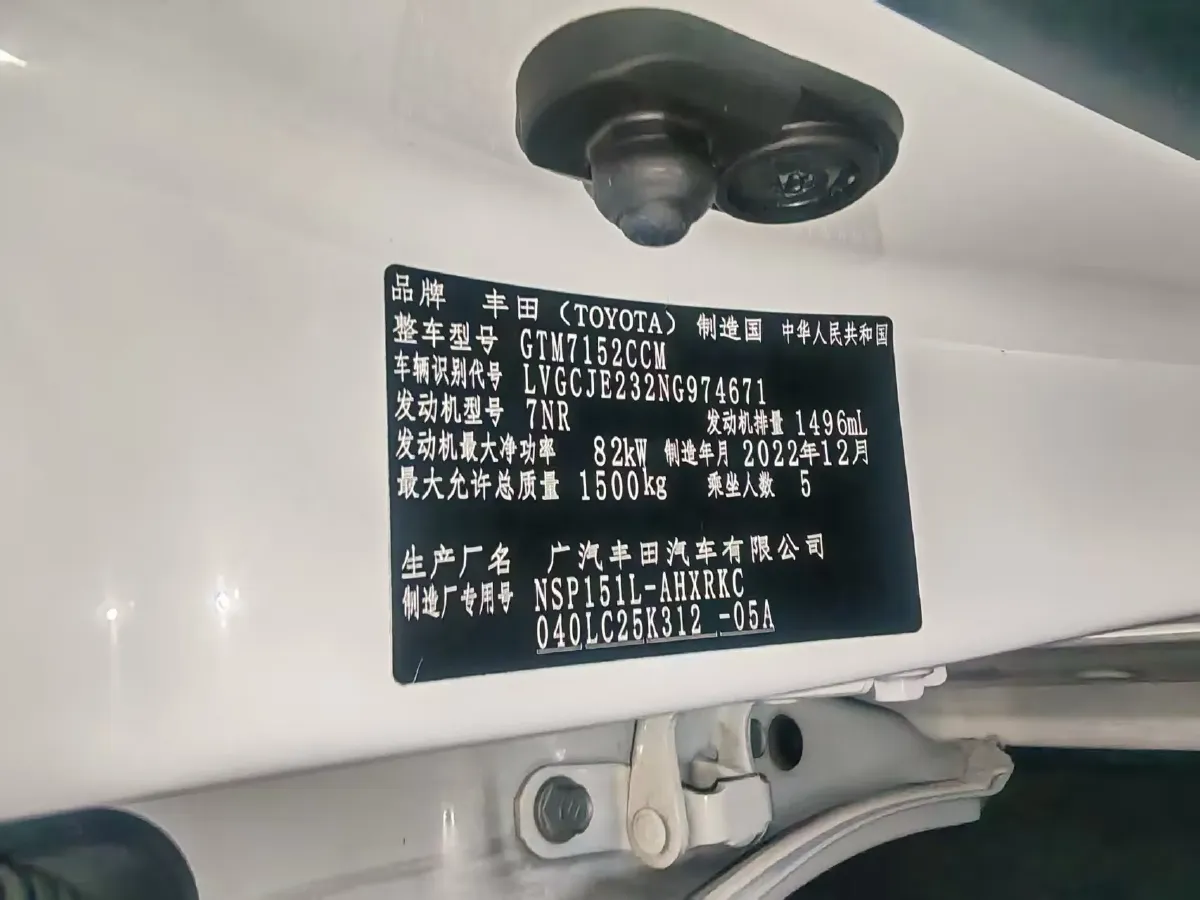 品牌 丰田（TOYOTA） 制造国 中华人民共和国
整车型号 GTM7152CCM
车辆识别代号 LVGCJE232NG974671
发动机型号 7NR 发动机排量 1496mL
发动机最大净功率 82kW 制造年月 2022年12月
最大允许总质量 1500kg 乘坐人数 5
生产厂名 广汽丰田汽车有限公司
制造厂专用号 NSP151L-AHXRKC
040LC25K312 -05A